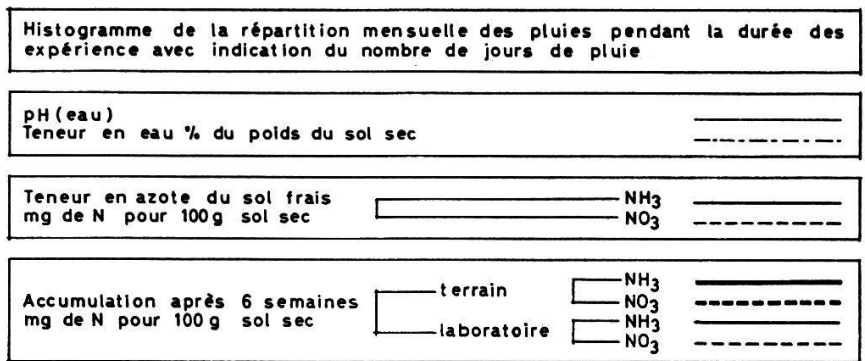 Histogramme de la répartition mensuelle des pluies pendant la durée des
expérience avec indication du nombre de jours de pluie
pH (eau)
Teneur en eau % du poids du sol sec
Teneur en azote du sol frais
mg de N pour 100 g sol sec
NH3
NO3
Accumulation après 6 semaines
mg de N pour 100 g sol sec
terrain
NH3
NO3
laboratoire
NH3
NO3